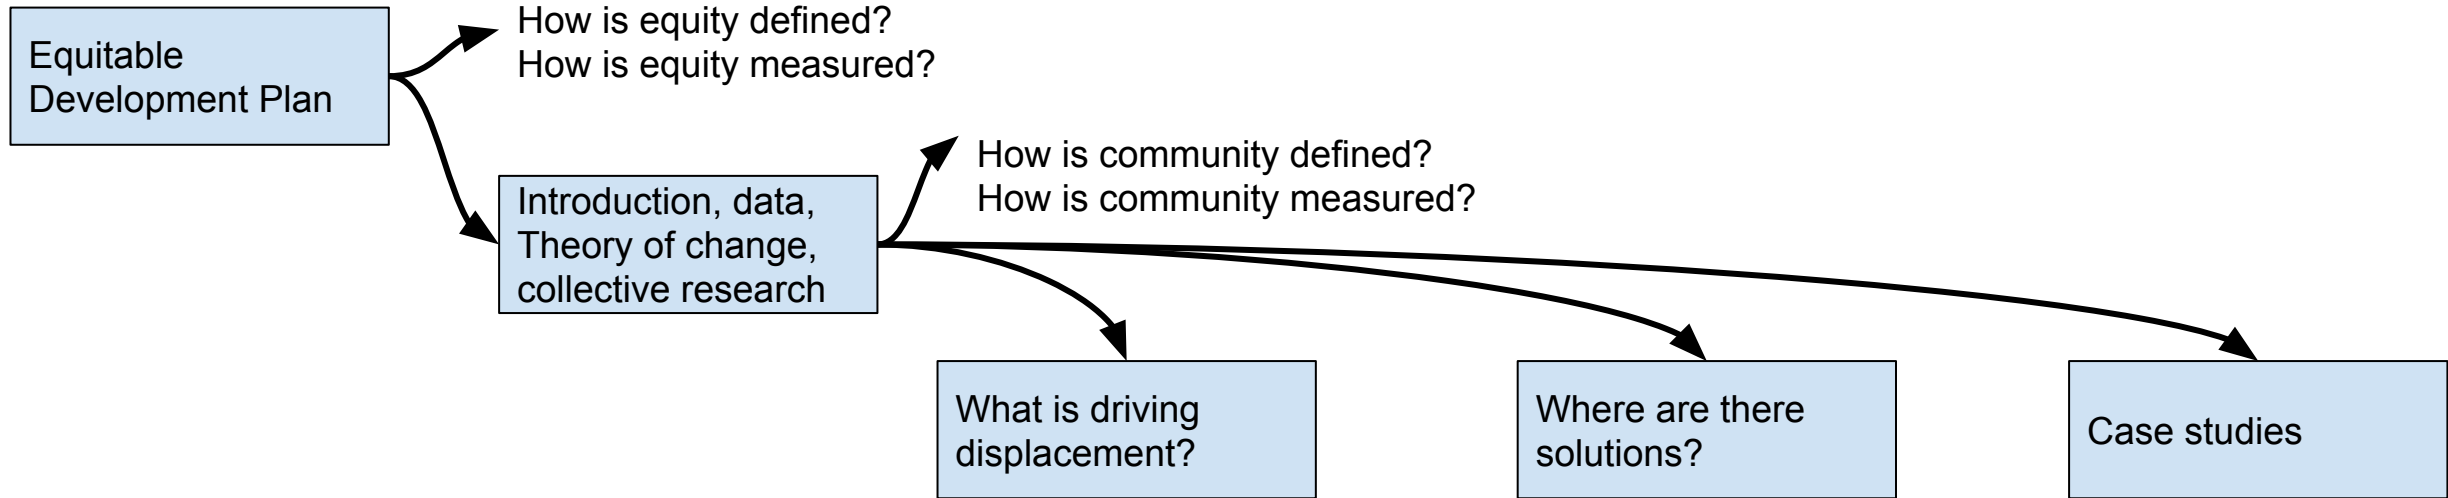 Equitable
Development Plan
How is equity defined?
How is equity measured?
Introduction, data,
Theory of change,
collective research
How is community defined?
How is community measured?
What is driving
displacement?
Where are there
solutions?
Case studies